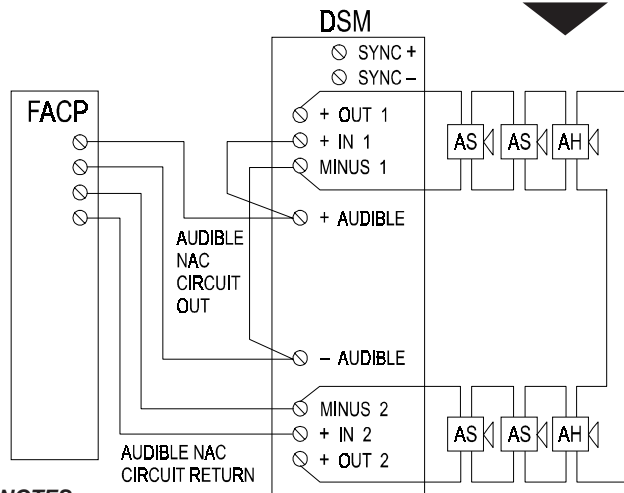 DSM
SYNC +
SYNC –
FACP
+ OUT 1
+ IN 1
MINUS 1
AS AS AH
+ AUDIBLE
AUDIBLE
NAC
CIRCUIT
OUT
– AUDIBLE
MINUS 2
+ IN 2
+ OUT 2
AS AS AH
AUDIBLE NAC
CIRCUIT RETURN
NOTES